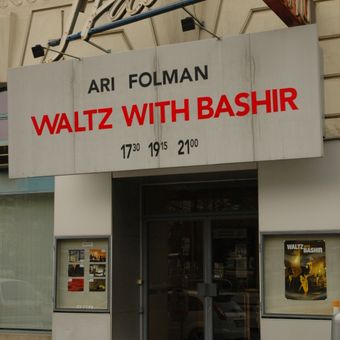 ARI FOLMAN
WALTZ WITH BASHIR
1730 1915 2100
WALTZ WITH
BASHIR